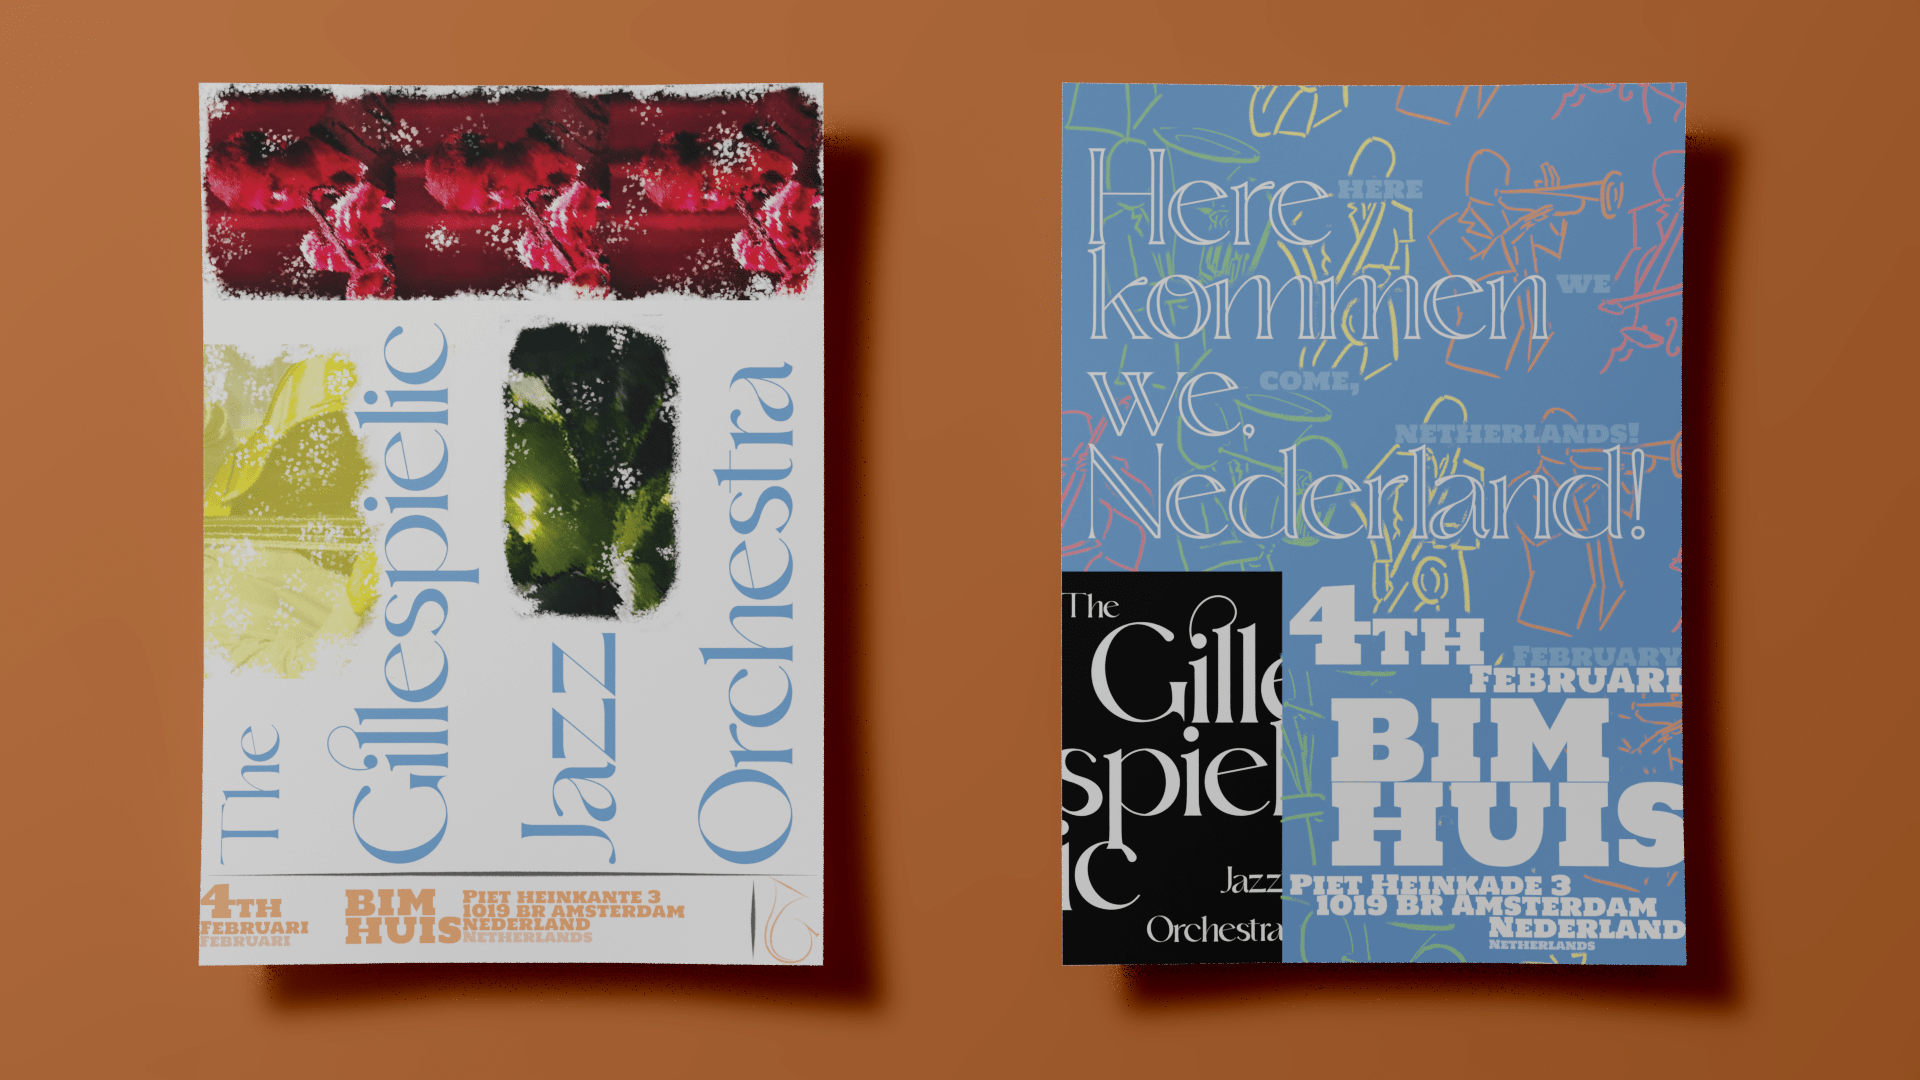 The
Gillespielic
Jazz
Orchestra
4TH
FEBRUARI
FEBRUARI
BIM
HUIS
PIET HEINKANTE 3
1019 BR AMSTERDAM
NEDERLAND
NETHERLANDS
Here HERE
kommen WE
we, COME,
NETHERLANDS!
Nederland!
The
Gille
spiel
ic
Jazz
Orchestra
4TH
FEBRUARY
FEBRUARI
BIM
HUIS
PIET HEINKADE 3
1019 BR AMSTERDAM
NEDERLAND
NETHERLANDS